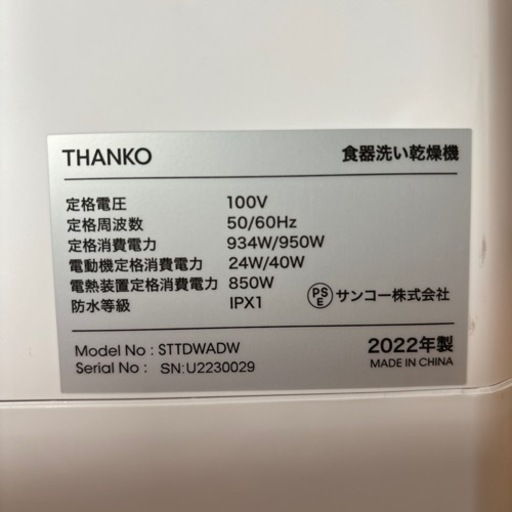 THANKO 食器洗い乾燥機
定格電圧 100V
定格周波数 50/60Hz
定格消費電力 934W/950W
電動機定格消費電力 24W/40W
電熱装置定格消費電力 850W
防水等級 IPX1
PS
E サンコー株式会社
Model No : STTDWADW 2022年製
Serial No : SN:U2230029 MADE IN CHINA